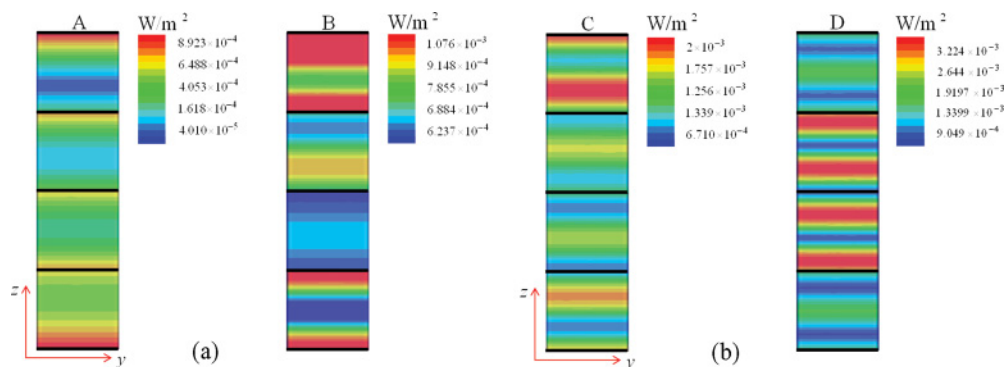 A
W/m ²
8.923×10⁻⁴
6.488×10⁻⁴
4.053×10⁻⁴
1.618×10⁻⁴
4.010×10⁻⁵
B
W/m ²
1.076×10⁻³
9.148×10⁻⁴
7.855×10⁻⁴
6.884×10⁻⁴
6.237×10⁻⁴
z
y
(a)
C
W/m ²
2×10⁻³
1.757×10⁻³
1.256×10⁻³
1.339×10⁻³
6.710×10⁻⁴
D
W/m ²
3.224×10⁻³
2.644×10⁻³
1.9197×10⁻³
1.3399×10⁻³
9.049×10⁻⁴
z
y
(b)